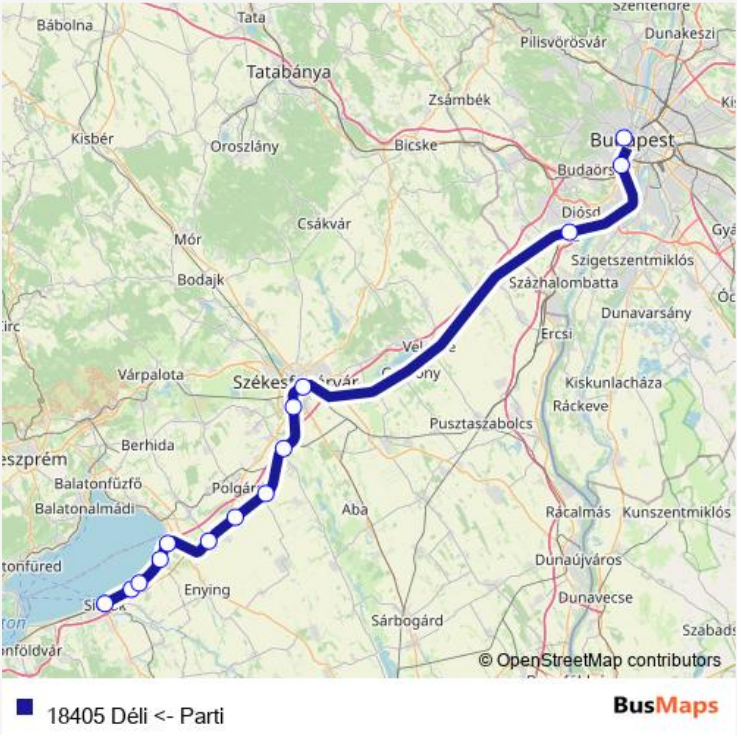 Szentendre
Bábolna
Tata
Dunakeszi
Pilisvörösvár
Tatabánya
Zsámbék
Kisbér
Oroszlány
Bicske
Budapest
Budaörs
Diósd
Csákvár
Mór
Szigetszentmiklós
Bodajk
Százhalombatta
Dunavarsány
Ercsi
Várpalota
Kiskunlacháza
Ráckeve
Pusztaszabolcs
Berhida
Balatonfűzfő
Balatonalmádi
Aba
Rácalmás
Kunszentmiklós
Dunaújváros
Enying
Dunavecse
Sárbogárd
© OpenStreetMap contributors
18405 Déli <- Parti
BusMaps